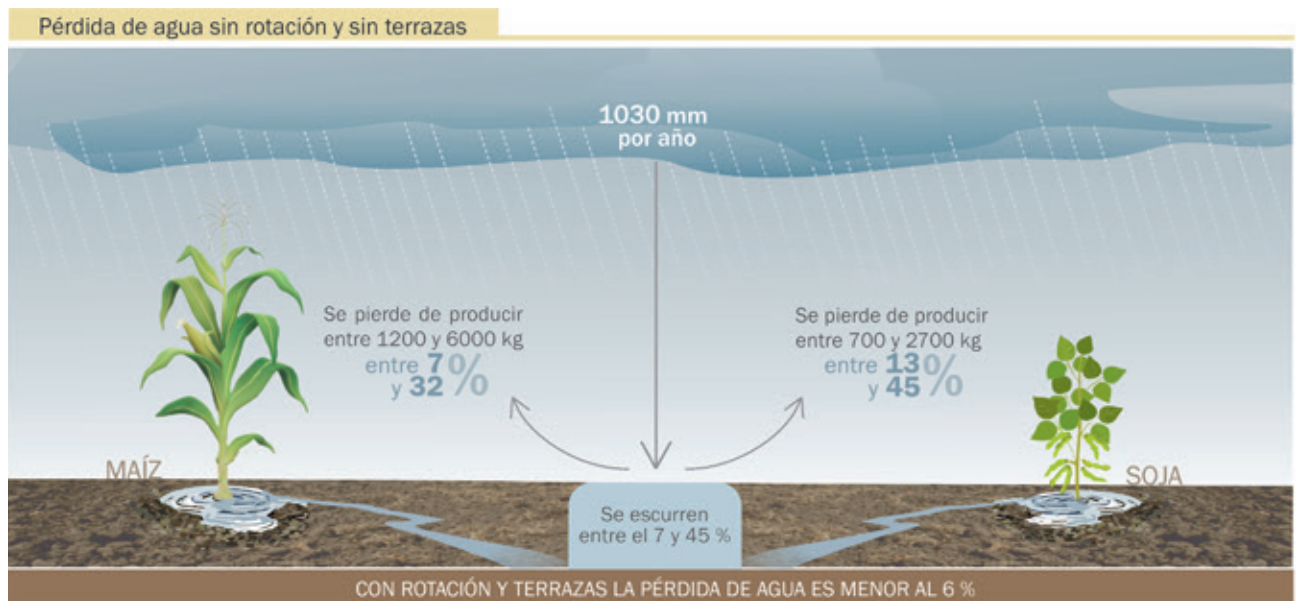 Pérdida de agua sin rotación y sin terrazas
1030 mm
por año
Se pierde de producir
entre 1200 y 6000 kg
entre 7
y 32%
Se pierde de producir
entre 700 y 2700 kg
entre 13
y 45%
MAÍZ
SOJA
Se escurren
entre el 7 y 45 %
CON ROTACIÓN Y TERRAZAS LA PÉRDIDA DE AGUA ES MENOR AL 6 %